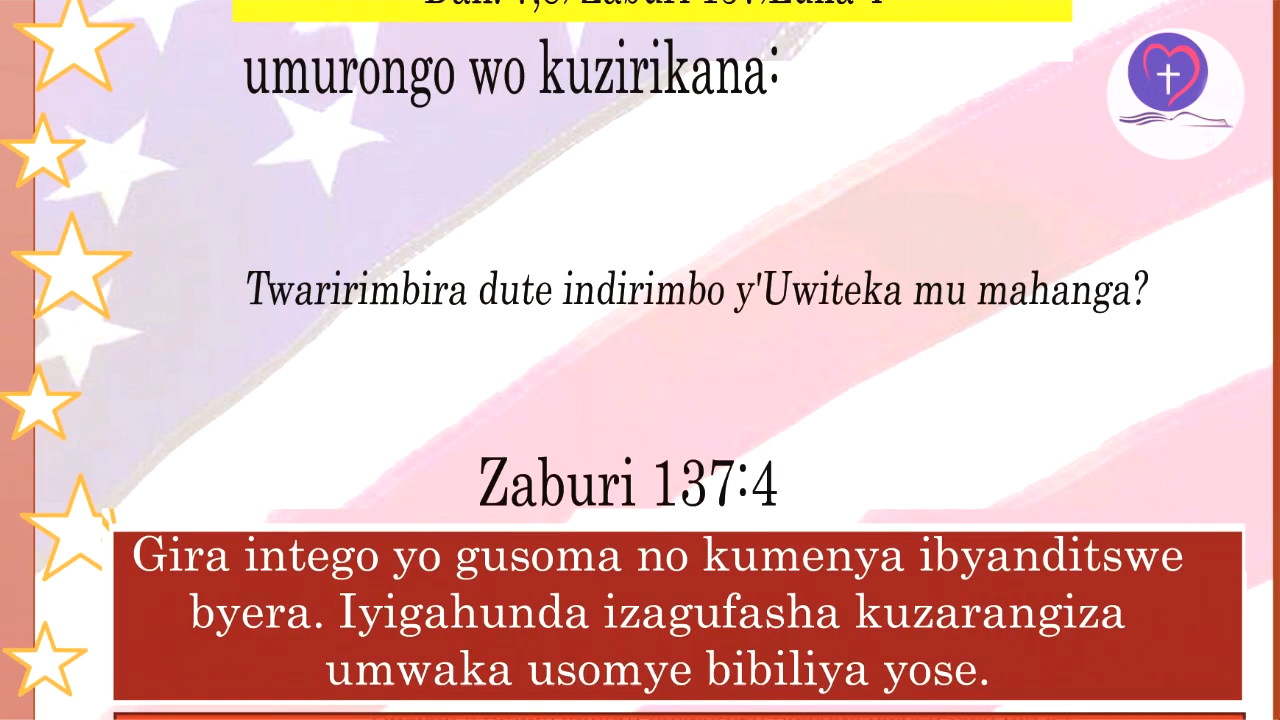 umurongo wo kuzirikana:
Twaririmbira dute indirimbo y'Uwiteka mu mahanga?
Zaburi 137:4
Gira intego yo gusoma no kumenya ibyanditswe
byera. Iyigahunda izagufasha kuzarangiza
umwaka usomye bibiliya yose.